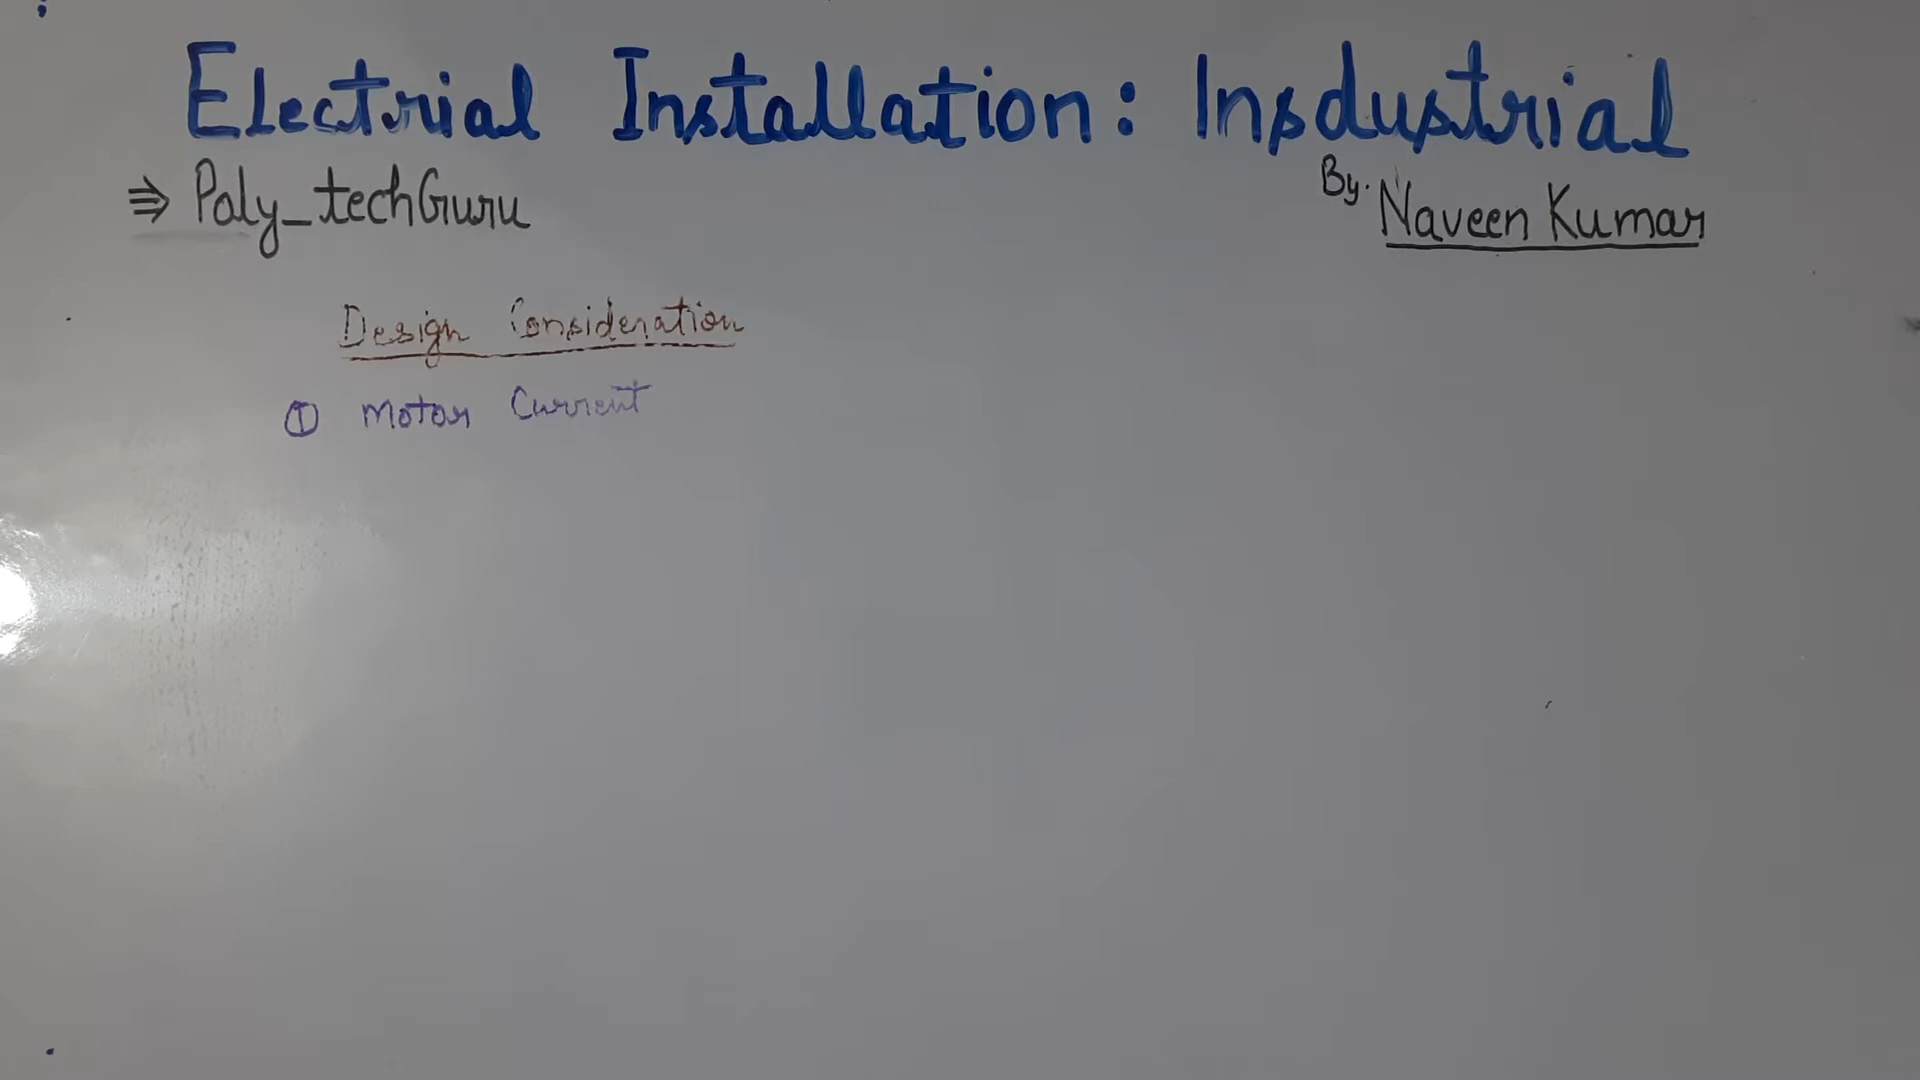 Electrial Installation: Insdustrial
⇒ Poly_techGuru
By. Naveen Kumar
Design Consideration
① Motor Current